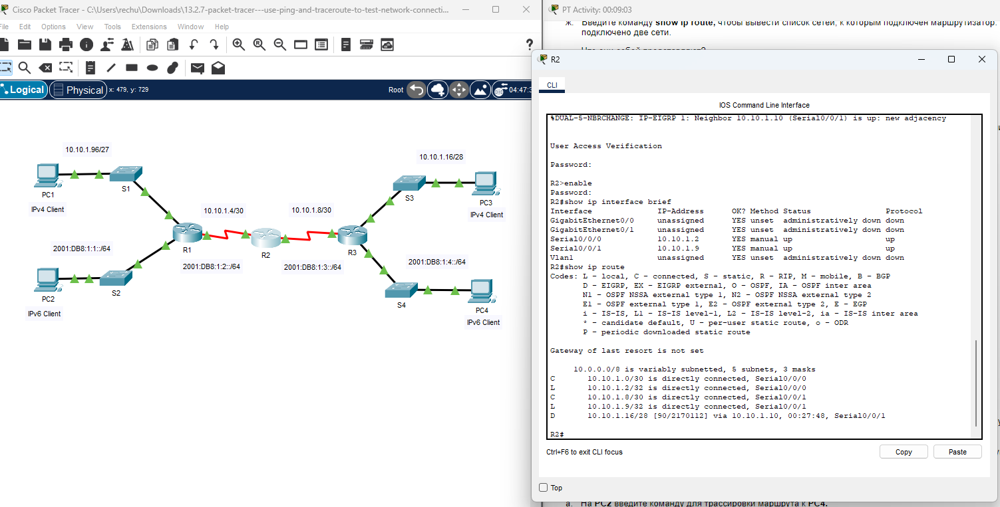 Cisco Packet Tracer - C:\Users\rechu\Downloads\13.2.7-packet-tracer---use-ping-and-traceroute-to-test-network-connecti...
File Edit Options View Tools Extensions Window Help
?
Logical Physical x: 479, y: 729 Root 04:47:3
10.10.1.96/27
PC1
IPv4 Client
S1
10.10.1.16/28
S3
PC3
IPv4 Client
10.10.1.4/30
10.10.1.8/30
R1
R2
R3
2001:DB8:1:1::/64
2001:DB8:1:2::/64
2001:DB8:1:3::/64
2001:DB8:1:4::/64
PC2
IPv6 Client
S2
S4
PC4
IPv6 Client
PT Activity: 00:09:03
ж. Введите команду show ip route, чтобы вывести список сетей, к которым подключен маршрутизатор.
подключено две сети.
R2
CLI
IOS Command Line Interface
%DUAL-5-NBRCHANGE: IP-EIGRP 1: Neighbor 10.10.1.10 (Serial0/0/1) is up: new adjacency
User Access Verification
Password:
R2>enable
Password:
R2#show ip interface brief
Interface IP-Address OK? Method Status Protocol
GigabitEthernet0/0 unassigned YES unset administratively down down
GigabitEthernet0/1 unassigned YES unset administratively down down
Serial0/0/0 10.10.1.2 YES manual up up
Serial0/0/1 10.10.1.9 YES manual up up
Vlan1 unassigned YES unset administratively down down
R2#show ip route
Codes: L - local, C - connected, S - static, R - RIP, M - mobile, B - BGP
D - EIGRP, EX - EIGRP external, O - OSPF, IA - OSPF inter area
N1 - OSPF NSSA external type 1, N2 - OSPF NSSA external type 2
E1 - OSPF external type 1, E2 - OSPF external type 2, E - EGP
i - IS-IS, L1 - IS-IS level-1, L2 - IS-IS level-2, ia - IS-IS inter area
* - candidate default, U - per-user static route, o - ODR
P - periodic downloaded static route
Gateway of last resort is not set
10.0.0.0/8 is variably subnetted, 5 subnets, 3 masks
C 10.10.1.0/30 is directly connected, Serial0/0/0
L 10.10.1.2/32 is directly connected, Serial0/0/0
C 10.10.1.8/30 is directly connected, Serial0/0/1
L 10.10.1.9/32 is directly connected, Serial0/0/1
D 10.10.1.16/28 [90/2170112] via 10.10.1.10, 00:27:48, Serial0/0/1
R2#
Ctrl+F6 to exit CLI focus
Copy
Paste
Top
а. На PC2 введите команду для трассировки маршрута к PC4.